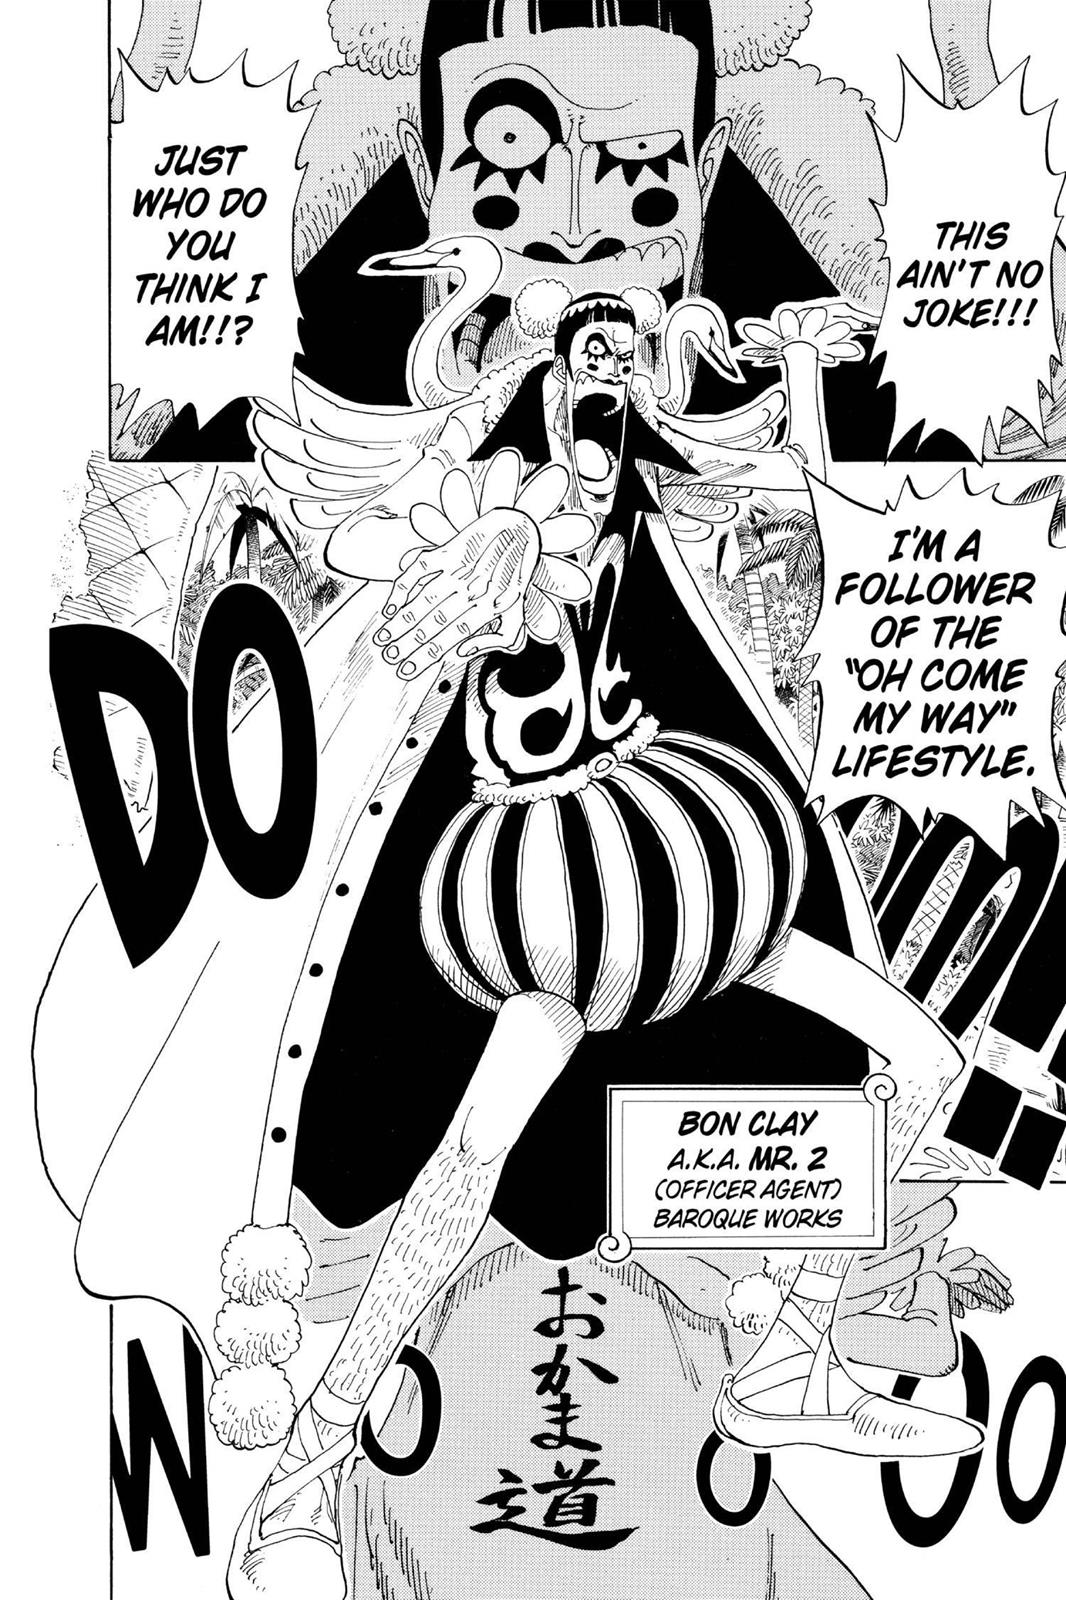 THIS
AIN'T NO
JOKE!!!
JUST
WHO DO
YOU
THINK I
AM!!?
I'M A
FOLLOWER
OF THE
"OH COME
MY WAY"
LIFESTYLE.
DO
BON CLAY
A.K.A. MR. 2
(OFFICER AGENT)
BAROQUE WORKS
おかま道